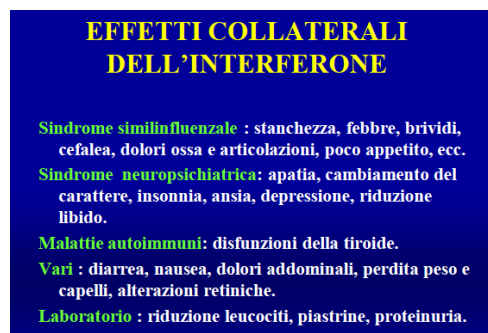 EFFETTI COLLATERALI
DELL'INTERFERONE
Sindrome similinfluenzale : stanchezza, febbre, brividi,
cefalea, dolori ossa e articolazioni, poco appetito, ecc.
Sindrome neuropsichiatrica: apatia, cambiamento del
carattere, insonnia, ansia, depressione, riduzione
libido.
Malattie autoimmuni: disfunzioni della tiroide.
Vari : diarrea, nausea, dolori addominali, perdita peso e
capelli, alterazioni retiniche.
Laboratorio : riduzione leucociti, piastrine, proteinuria.